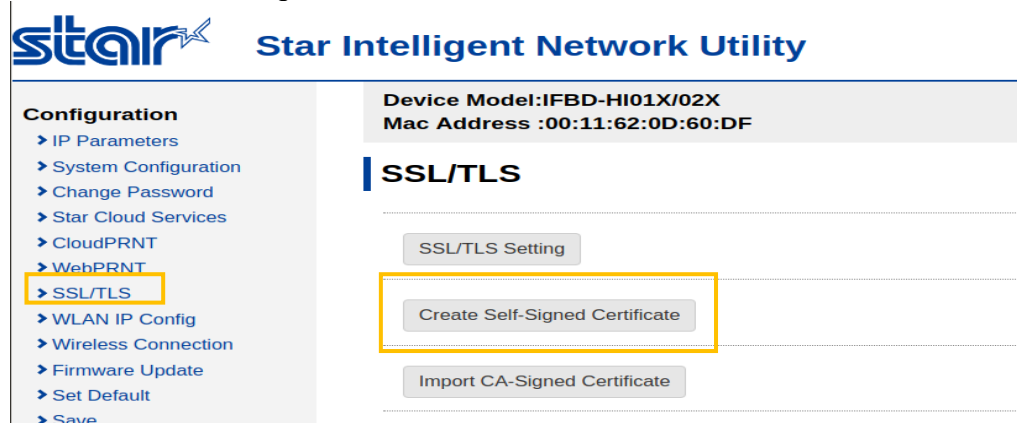 star
Star Intelligent Network Utility
Configuration
IP Parameters
System Configuration
Change Password
Star Cloud Services
CloudPRNT
WebPRNT
SSL/TLS
WLAN IP Config
Wireless Connection
Firmware Update
Set Default
Save
Device Model:IFBD-HI01X/02X
Mac Address :00:11:62:0D:60:DF
SSL/TLS
SSL/TLS Setting
Create Self-Signed Certificate
Import CA-Signed Certificate